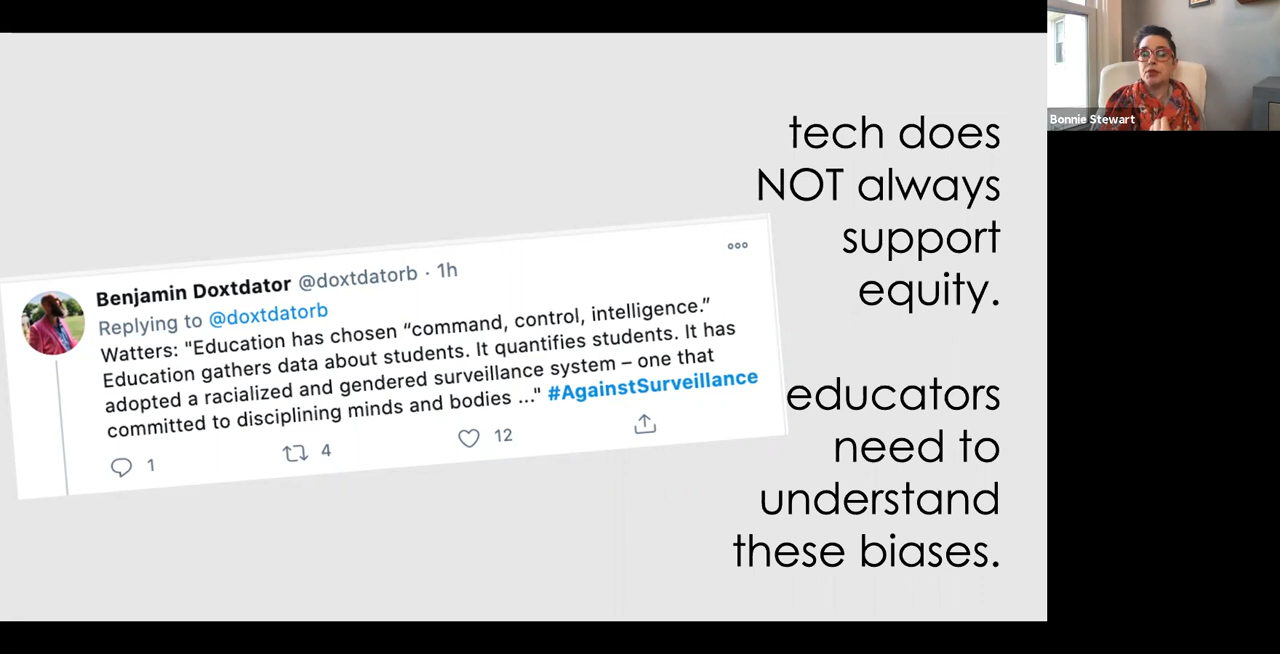 Bonnie Stewart
tech does
NOT always
support
equity.
Benjamin Doxtdator @doxtdatorb · 1h
Replying to @doxtdatorb
Watters: "Education has chosen “command, control, intelligence.”
Education gathers data about students. It quantifies students. It has
adopted a racialized and gendered surveillance system – one that
committed to disciplining minds and bodies ..." #AgainstSurveillance
1 4 12
educators
need to
understand
these biases.